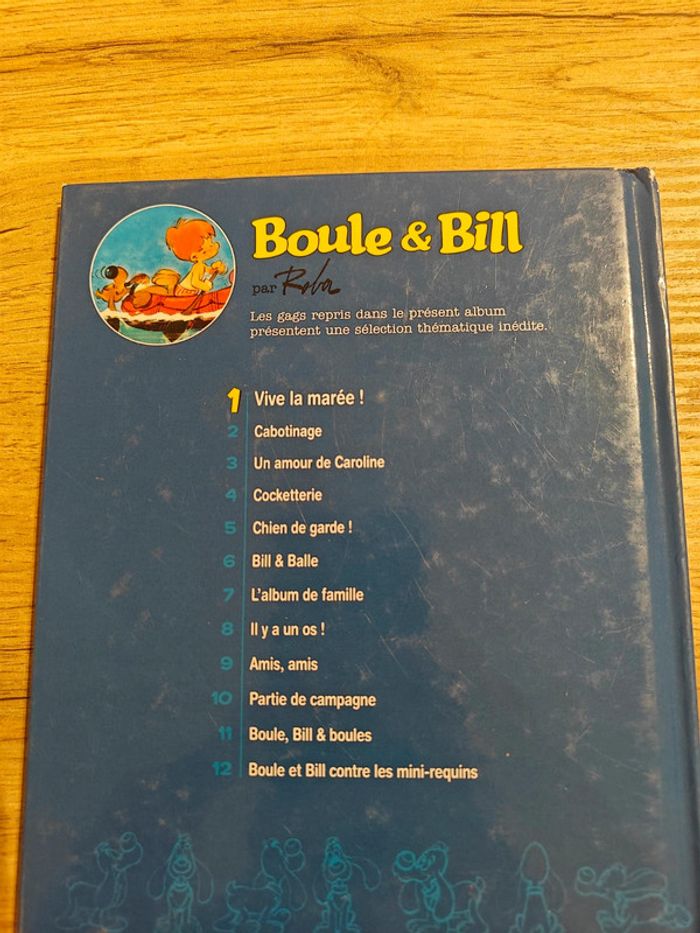 Boule & Bill
par Roba
Les gags repris dans le présent album
présentent une sélection thématique inédite.
1 Vive la marée !
2 Cabotinage
3 Un amour de Caroline
4 Cocketterie
5 Chien de garde !
6 Bill & Balle
7 L'album de famille
8 Il y a un os !
9 Amis, amis
10 Partie de campagne
11 Boule, Bill & boules
12 Boule et Bill contre les mini-requins